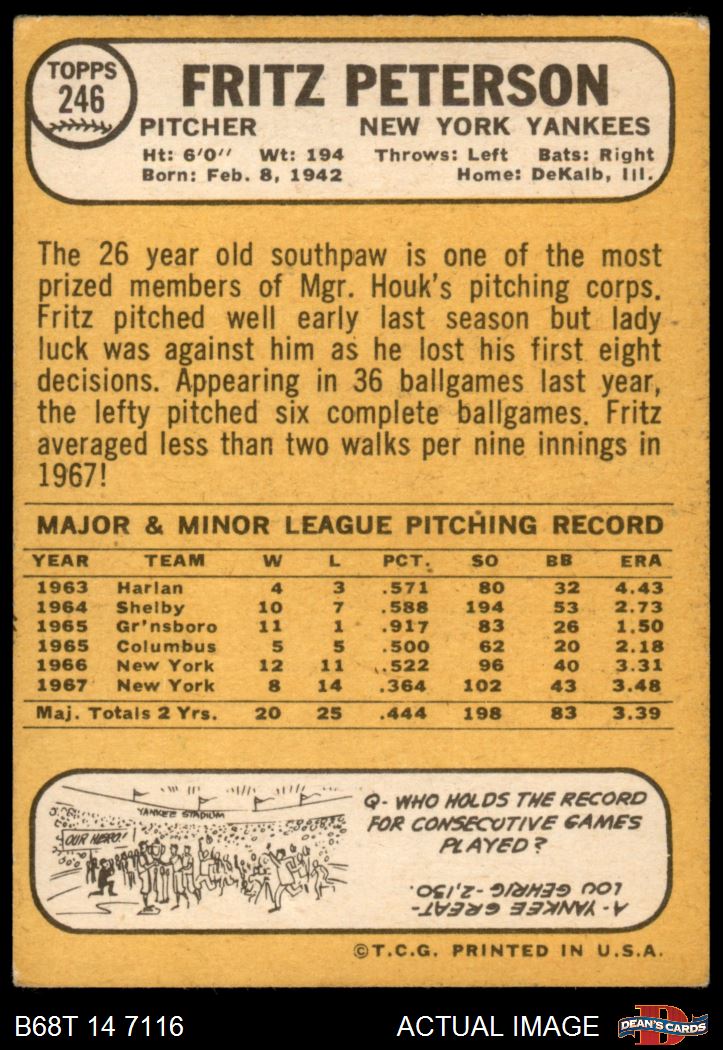 TOPPS
246
FRITZ PETERSON
PITCHER NEW YORK YANKEES
Ht: 6'0'' Wt: 194 Throws: Left Bats: Right
Born: Feb. 8, 1942 Home: DeKalb, Ill.
The 26 year old southpaw is one of the most
prized members of Mgr. Houk's pitching corps.
Fritz pitched well early last season but lady
luck was against him as he lost his first eight
decisions. Appearing in 36 ballgames last year,
the lefty pitched six complete ballgames. Fritz
averaged less than two walks per nine innings in
1967!
MAJOR & MINOR LEAGUE PITCHING RECORD
YEAR TEAM W L PCT. SO BB ERA
1963 Harlan 4 3 .571 80 32 4.43
1964 Shelby 10 7 .588 194 53 2.73
1965 Gr'nsboro 11 1 .917 83 26 1.50
1965 Columbus 5 5 .500 62 20 2.18
1966 New York 12 11 .522 96 40 3.31
1967 New York 8 14 .364 102 43 3.48
Maj. Totals 2 Yrs. 20 25 .444 198 83 3.39
YANKEE STADIUM
OUR HERO!
Q- WHO HOLDS THE RECORD
FOR CONSECUTIVE GAMES
PLAYED?
A- YANKEE GREAT-
LOU GEHRIG - 2,130.
©T.C.G. PRINTED IN U.S.A.
B68T 14 7116 ACTUAL IMAGE
DEAN'S CARDS